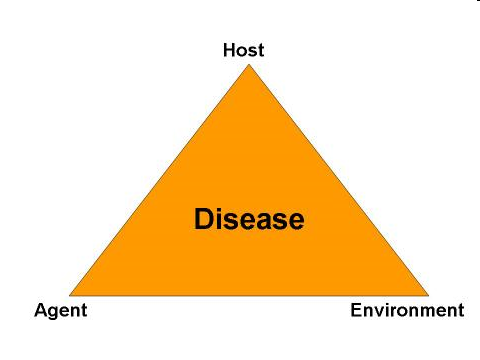 Host
Disease
Agent
Environment